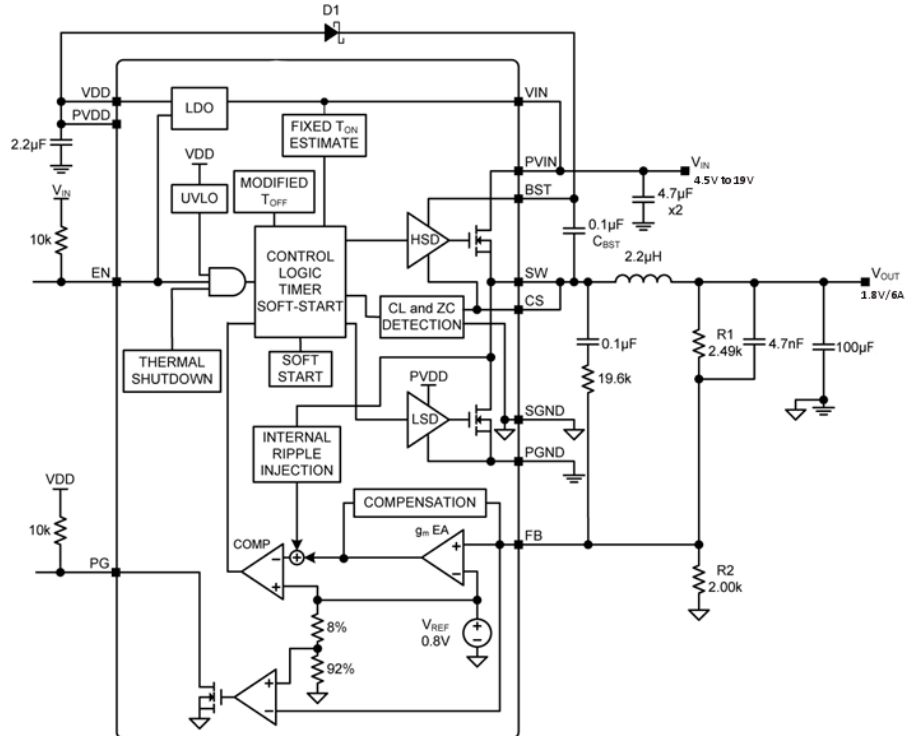 D1
VDD
PVDD
2.2µF
LDO
VIN
FIXED TON
ESTIMATE
PVIN
VIN
4.5V to 19V
4.7µF
x2
VDD
UVLO
MODIFIED
TOFF
BST
0.1µF
CBST
VIN
10k
HSD
CONTROL
LOGIC
TIMER
SOFT-START
2.2µH
EN
SW
VOUT
1.8V/6A
CS
CL and ZC
DETECTION
THERMAL
SHUTDOWN
SOFT
START
0.1µF
19.6k
R1
2.49k
4.7nF
100µF
PVDD
LSD
SGND
INTERNAL
RIPPLE
INJECTION
PGND
VDD
10k
COMPENSATION
gm EA
COMP
FB
+
−
−
+
+
PG
R2
2.00k
8%
VREF
0.8V
+
−
92%
+
−